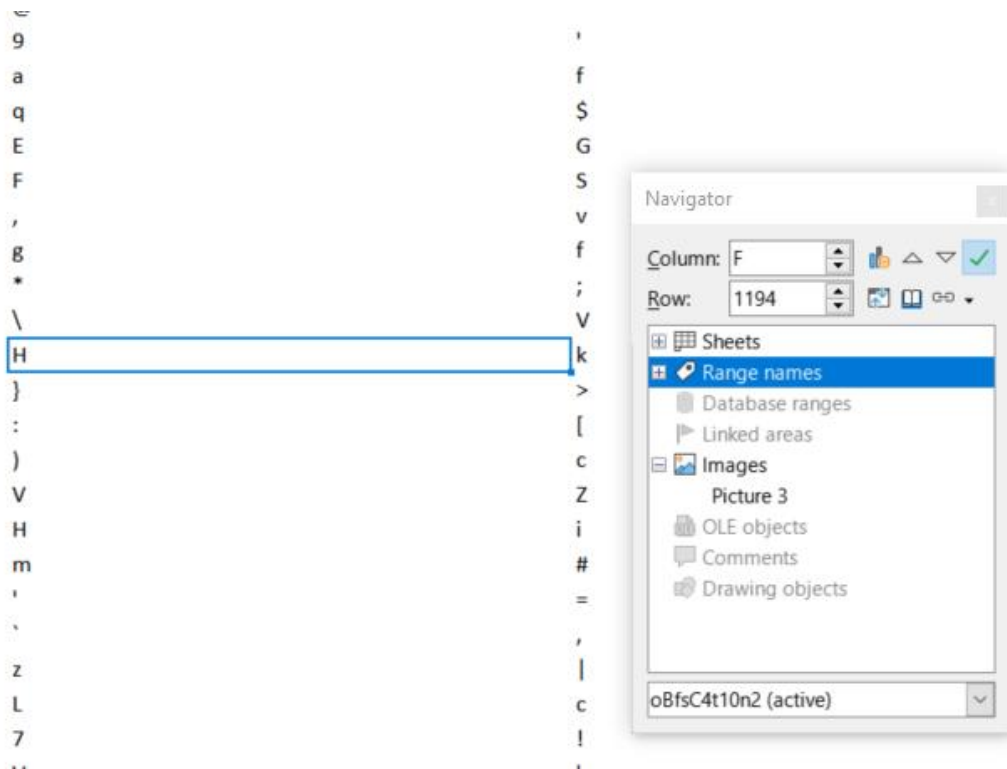 @
9 '
a f
q $
E G
F S
, v
g f
* ;
\ V
H k
} >
: [
) c
V Z
H i
m #
' =
` ,
z |
L c
7 !
Navigator
Column: F
Row: 1194
Sheets
Range names
Database ranges
Linked areas
Images
Picture 3
OLE objects
Comments
Drawing objects
oBfsC4t10n2 (active)